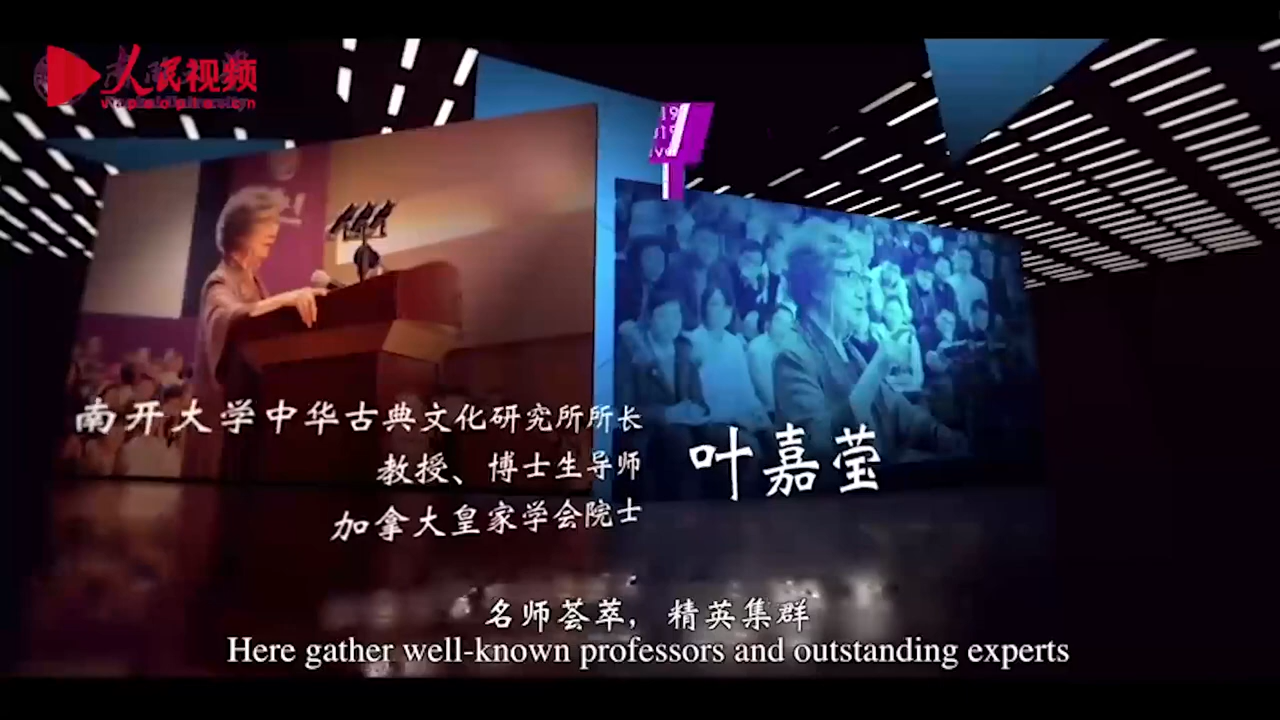 人民视频
南开大学中华古典文化研究所所长
教授、博士生导师
加拿大皇家学会院士
叶嘉莹
名师荟萃，精英集群
Here gather well-known professors and outstanding experts